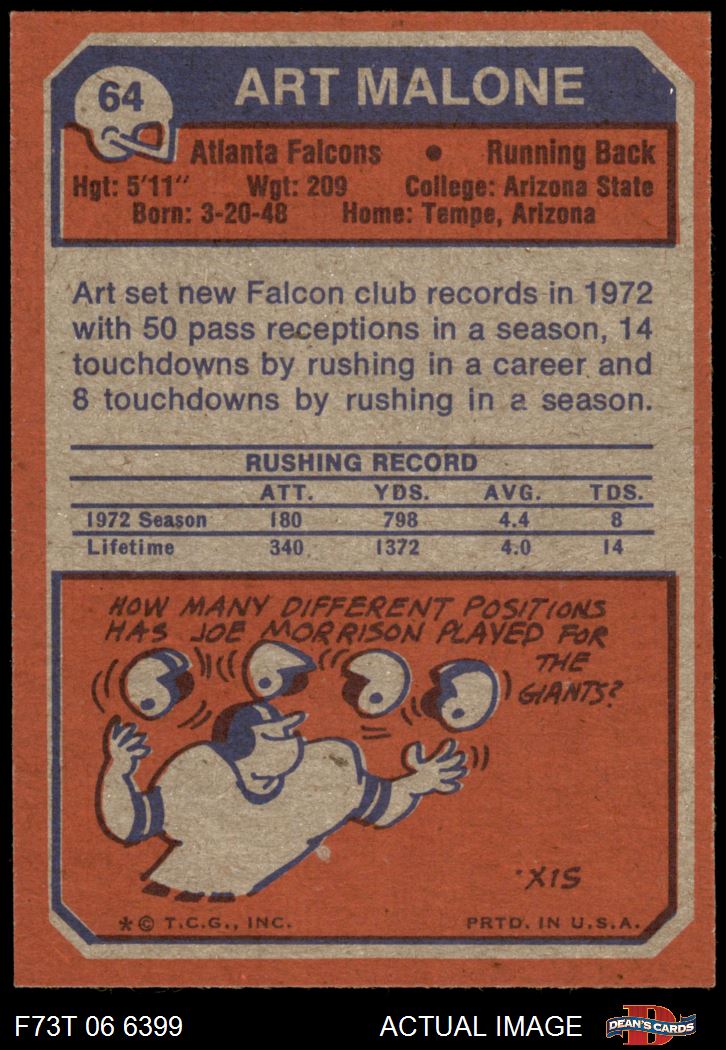 64
ART MALONE
Atlanta Falcons • Running Back
Hgt: 5'11" Wgt: 209 College: Arizona State
Born: 3-20-48 Home: Tempe, Arizona
Art set new Falcon club records in 1972
with 50 pass receptions in a season, 14
touchdowns by rushing in a career and
8 touchdowns by rushing in a season.
RUSHING RECORD
ATT. YDS. AVG. TDS.
1972 Season 180 798 4.4 8
Lifetime 340 1372 4.0 14
HOW MANY DIFFERENT POSITIONS
HAS JOE MORRISON PLAYED FOR
THE
GIANTS?
SIX.
*© T.C.G., INC. PRTD. IN U.S.A.
F73T 06 6399 ACTUAL IMAGE D DEAN'S CARDS